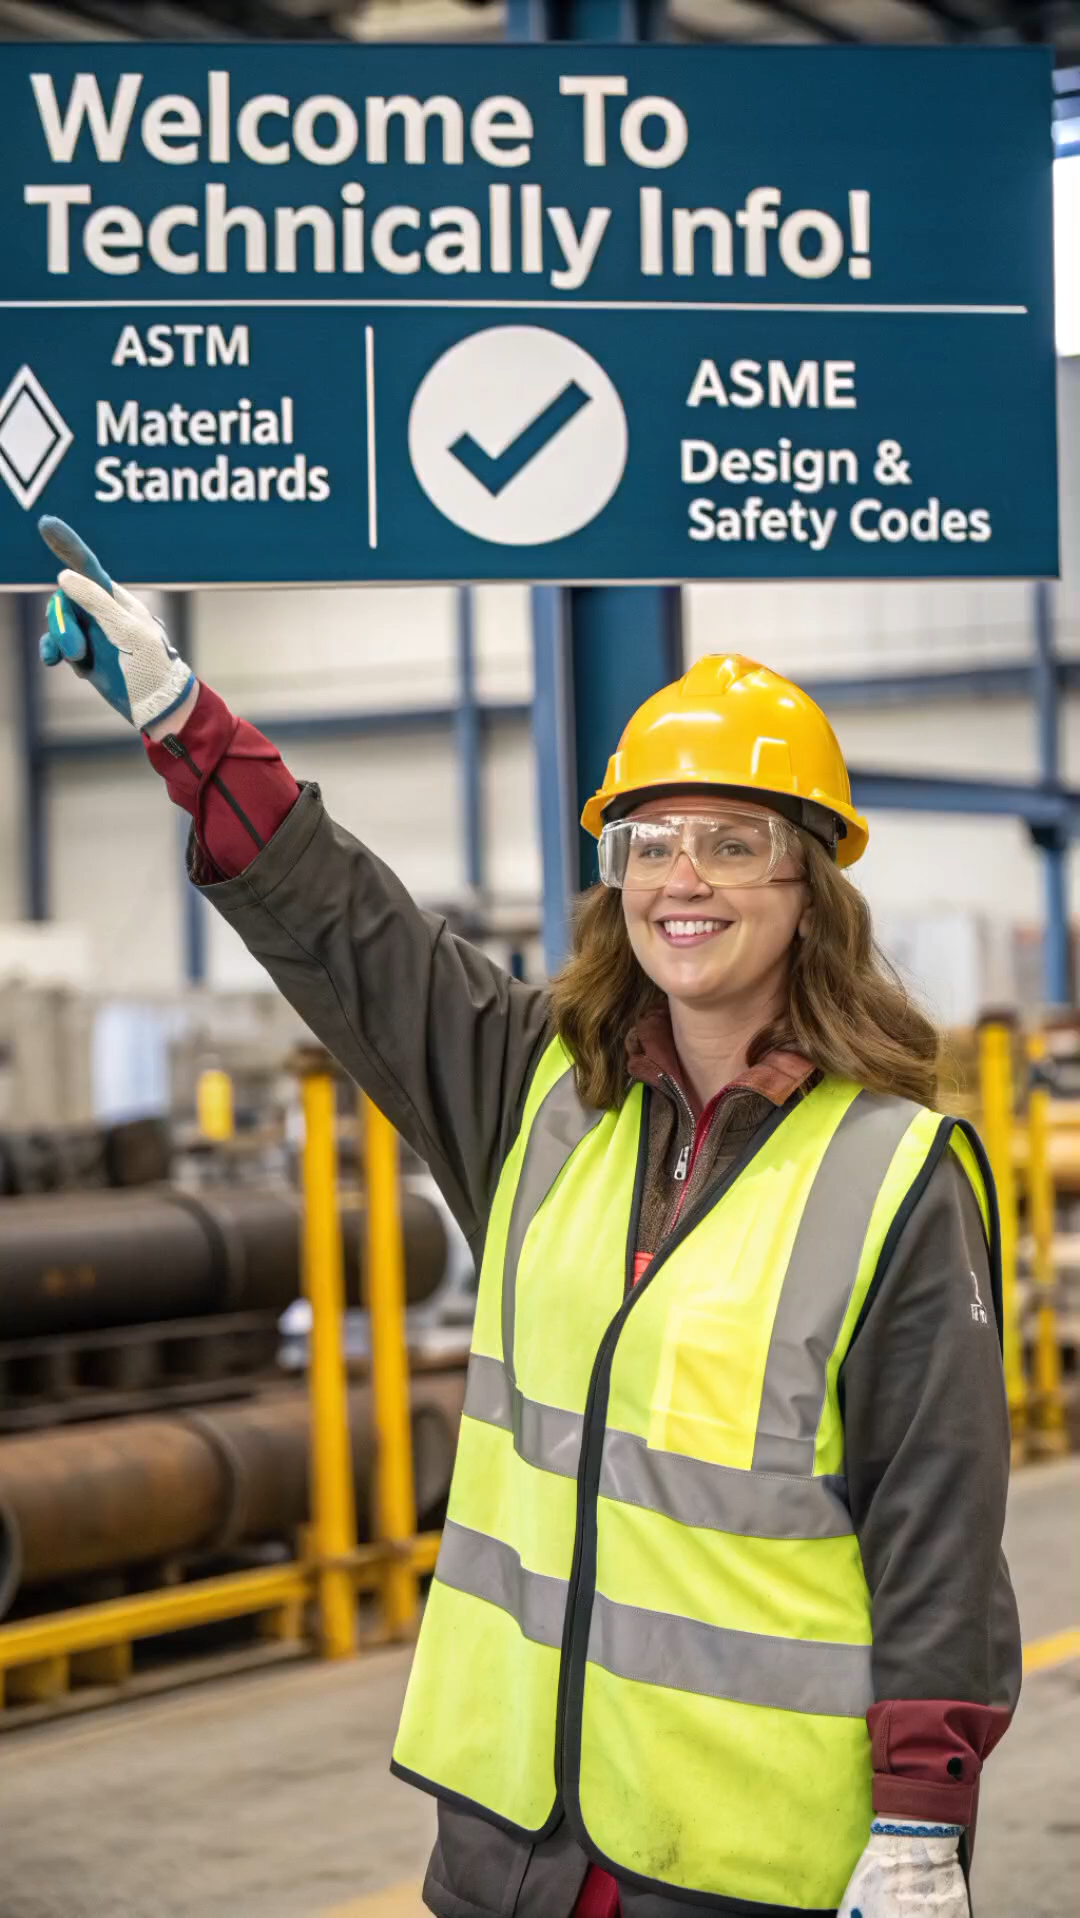 Welcome To
Technically Info!
ASTM
Material
Standards
ASME
Design &
Safety Codes